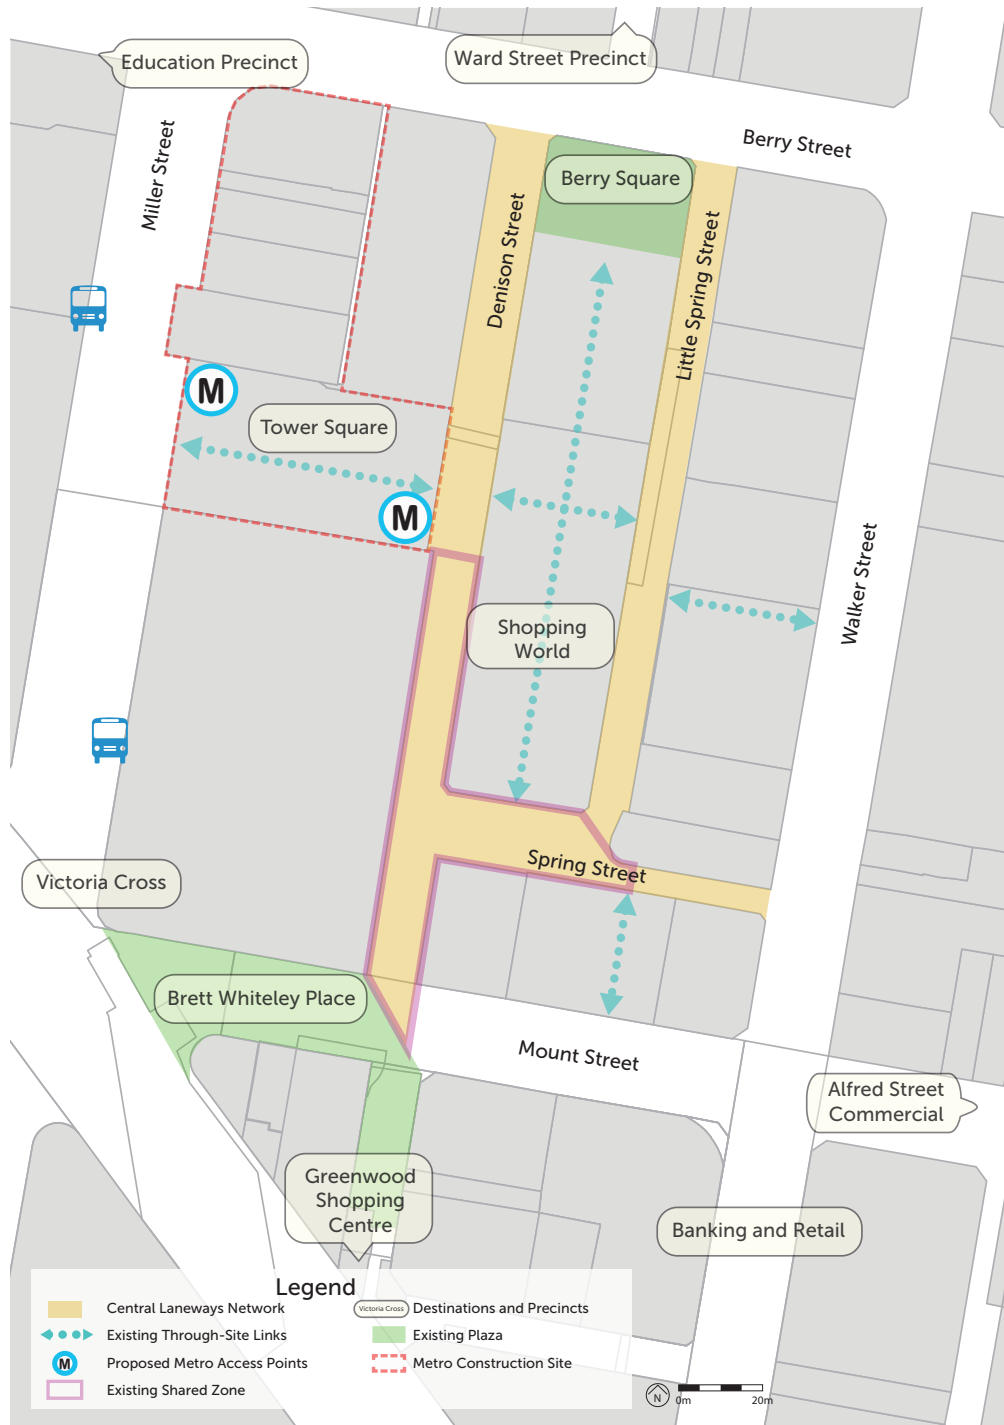 Education Precinct
Ward Street Precinct
Berry Street
Miller Street
Berry Square
Denison Street
Little Spring Street
M
Tower Square
M
Walker Street
Shopping
World
Spring Street
Victoria Cross
Brett Whiteley Place
Mount Street
Alfred Street
Commercial
Greenwood
Shopping
Centre
Banking and Retail
Legend
Central Laneways Network
Victoria Cross
Destinations and Precincts
Existing Through-Site Links
Existing Plaza
M
Proposed Metro Access Points
Metro Construction Site
Existing Shared Zone
N
0m
20m